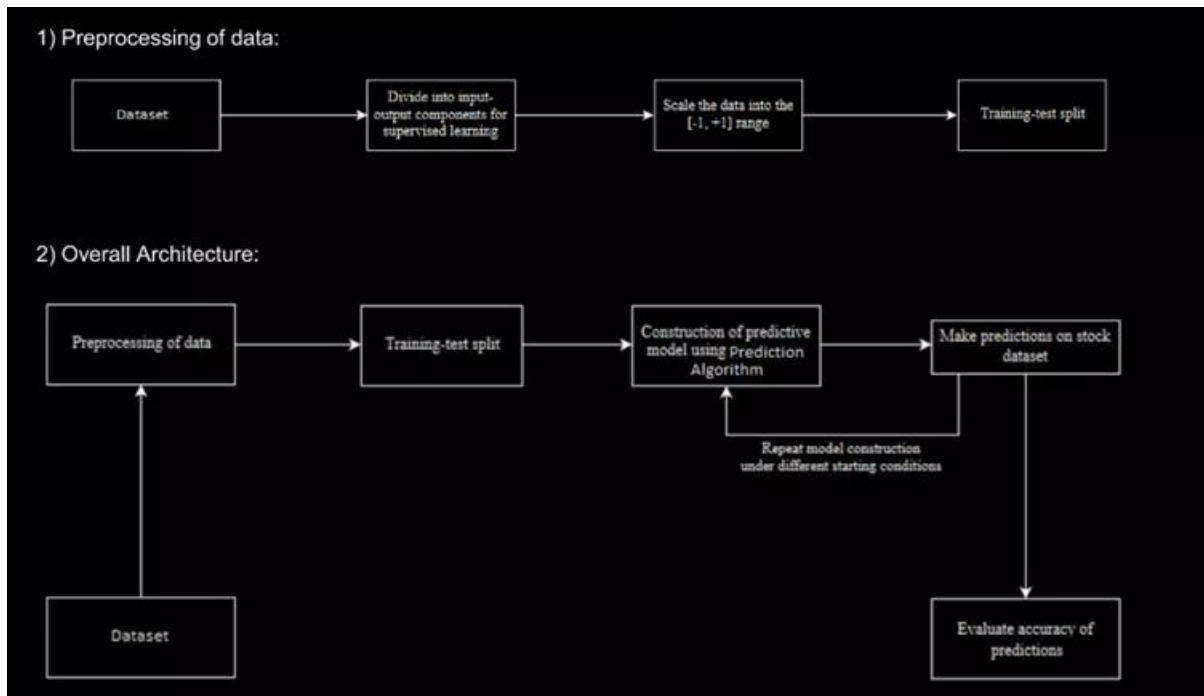 1) Preprocessing of data:
Dataset
Divide into input-
output components for
supervised learning
Scale the data into the
[-1, +1] range
Training-test split
2) Overall Architecture:
Preprocessing of data
Training-test split
Construction of predictive
model using Prediction
Algorithm
Make predictions on stock
dataset
Repeat model construction
under different starting conditions
Dataset
Evaluate accuracy of
predictions